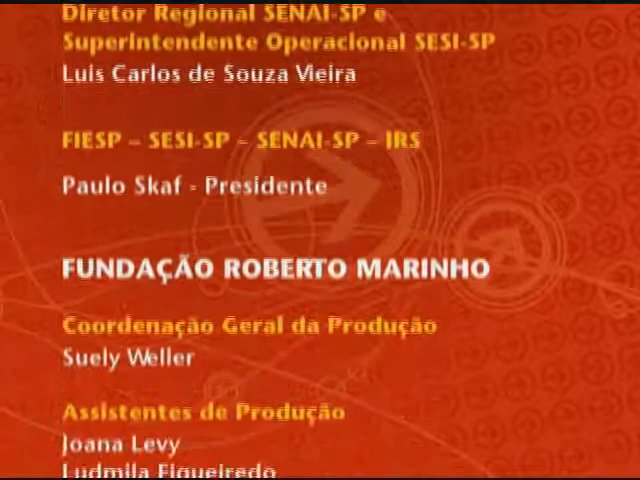 Diretor Regional SENAI-SP e
Superintendente Operacional SESI-SP
Luis Carlos de Souza Vieira
FIESP – SESI-SP – SENAI-SP – IRS
Paulo Skaf - Presidente
FUNDAÇÃO ROBERTO MARINHO
Coordenação Geral da Produção
Suely Weller
Assistentes de Produção
Joana Levy
Ludmila Figueiredo